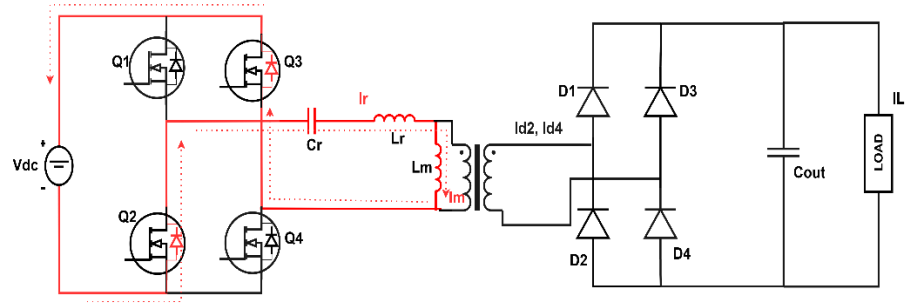 Q1
Q3
D1
D3
IL
Ir
Id2, Id4
+
Vdc
-
Cr
Lr
Lm
Im
Cout
LOAD
Q2
Q4
D2
D4